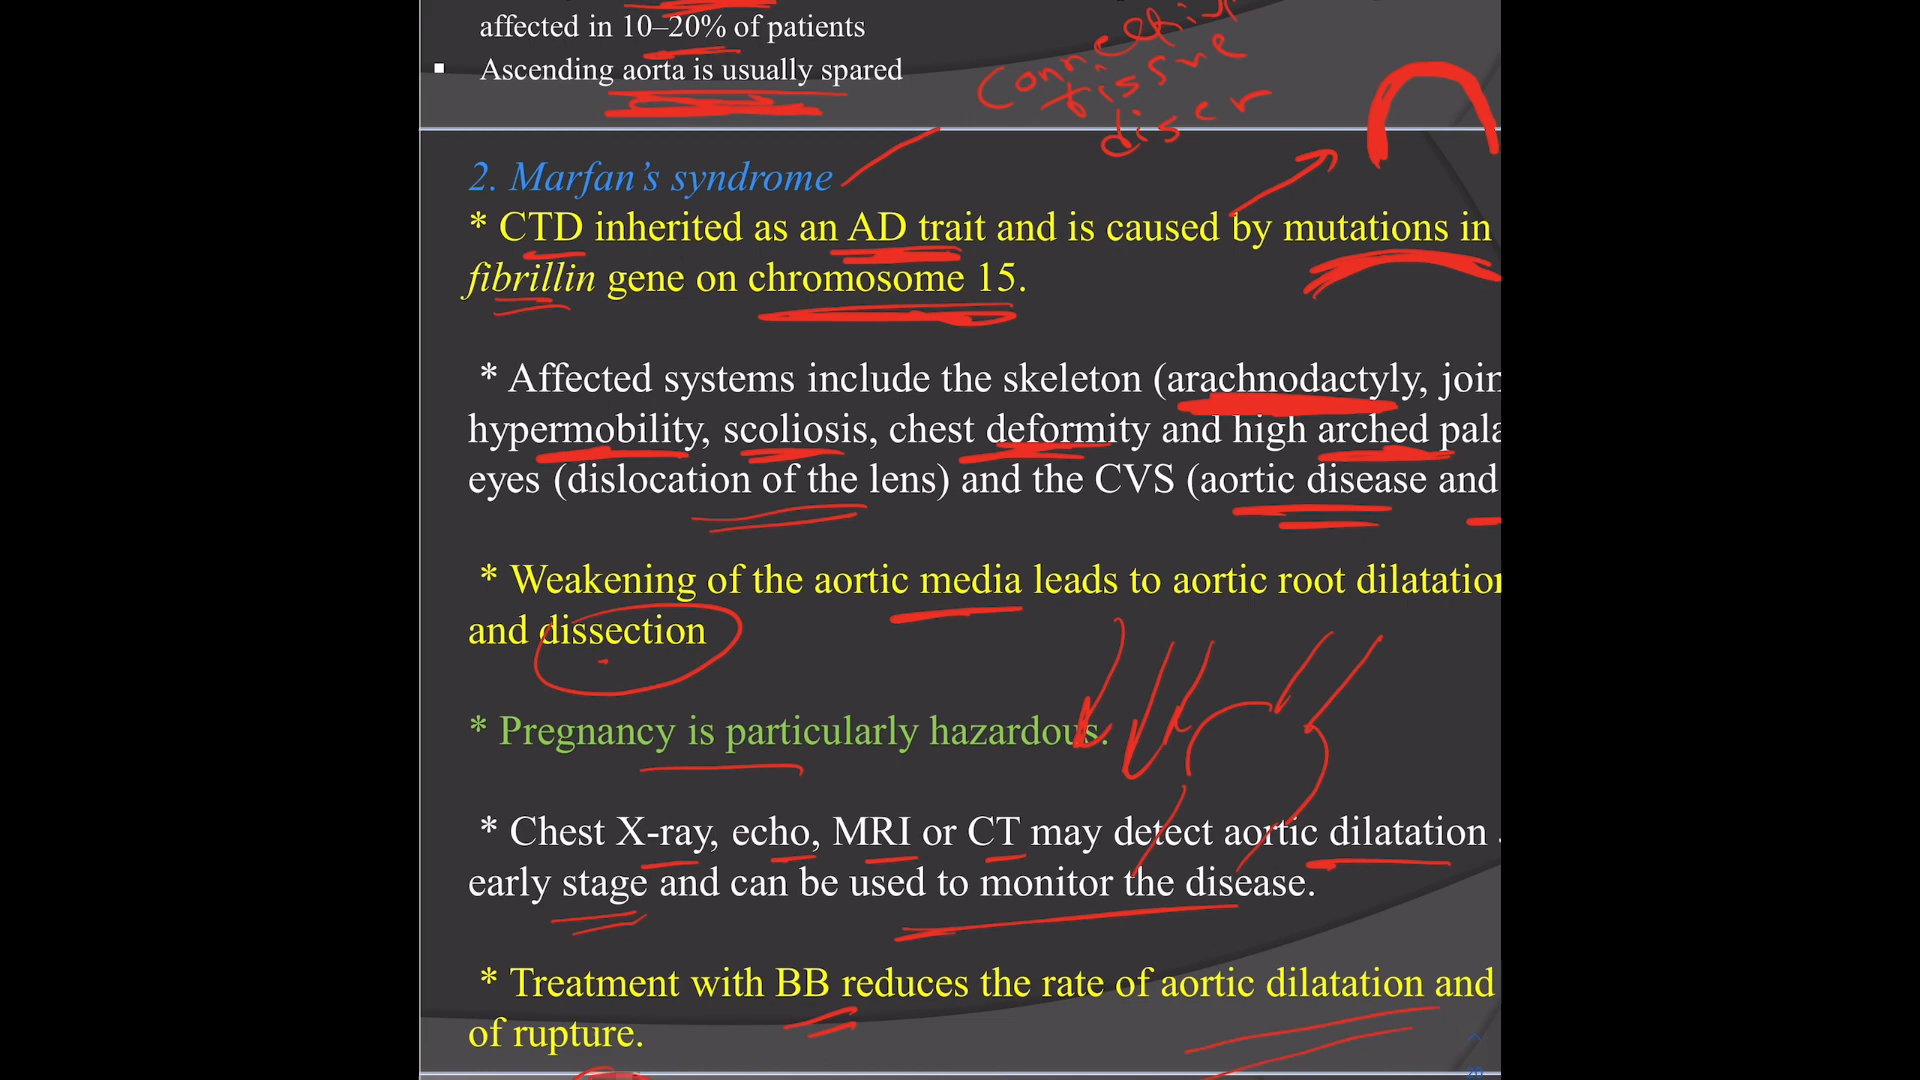 affected in 10–20% of patients
▪ Ascending aorta is usually spared
Connective
tissue
2. Marfan’s syndrome
* CTD inherited as an AD trait and is caused by mutations in
fibrillin gene on chromosome 15.
* Affected systems include the skeleton (arachnodactyly, join
hypermobility, scoliosis, chest deformity and high arched pala
eyes (dislocation of the lens) and the CVS (aortic disease and
* Weakening of the aortic media leads to aortic root dilatation
and dissection
* Pregnancy is particularly hazardous.
* Chest X-ray, echo, MRI or CT may detect aortic dilatation
early stage and can be used to monitor the disease.
* Treatment with BB reduces the rate of aortic dilatation and
of rupture.